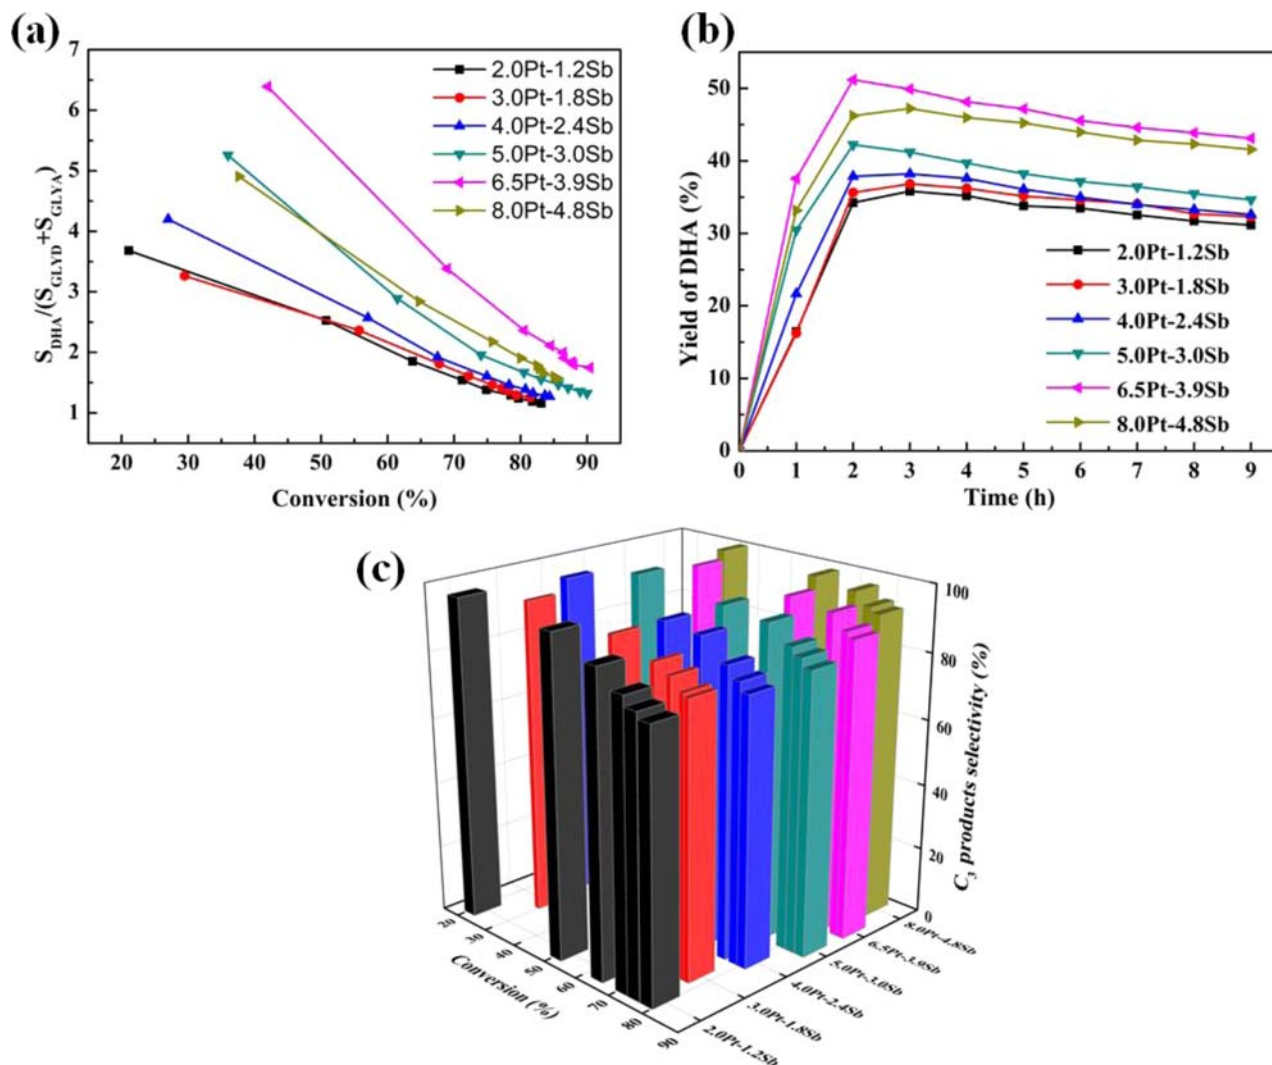 (a)
7
6
5
4
3
2
1
S_DHA/(S_GLYD+S_GLYA)
2.0Pt-1.2Sb
3.0Pt-1.8Sb
4.0Pt-2.4Sb
5.0Pt-3.0Sb
6.5Pt-3.9Sb
8.0Pt-4.8Sb
20 30 40 50 60 70 80 90
Conversion (%)
(b)
50
40
30
20
10
0
Yield of DHA (%)
2.0Pt-1.2Sb
3.0Pt-1.8Sb
4.0Pt-2.4Sb
5.0Pt-3.0Sb
6.5Pt-3.9Sb
8.0Pt-4.8Sb
0 1 2 3 4 5 6 7 8 9
Time (h)
(c)
100
80
60
40
20
0
C3 products selectivity (%)
20 30 40 50 60 70 80 90
Conversion (%)
8.0Pt-4.8Sb
6.5Pt-3.9Sb
5.0Pt-3.0Sb
4.0Pt-2.4Sb
3.0Pt-1.8Sb
2.0Pt-1.2Sb